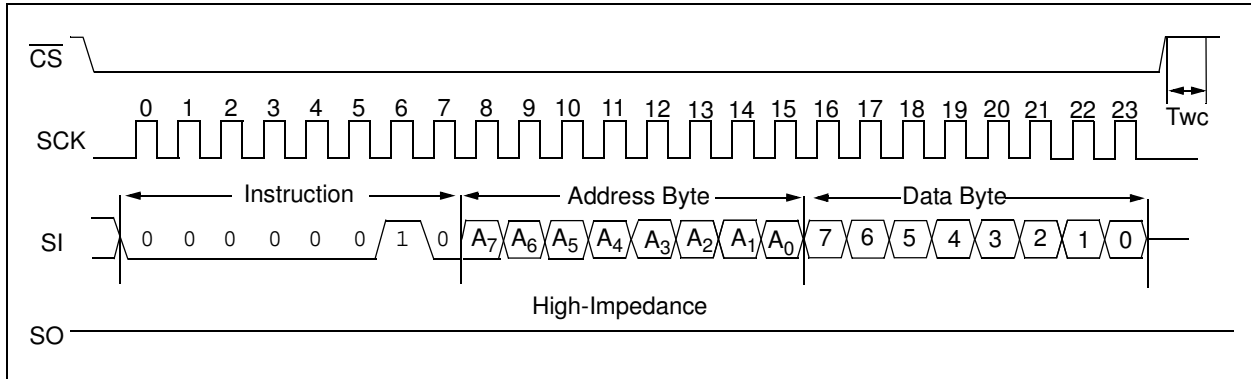 CS
0 1 2 3 4 5 6 7 8 9 10 11 12 13 14 15 16 17 18 19 20 21 22 23
Twc
SCK
Instruction Address Byte Data Byte
SI 0 0 0 0 0 0 1 0 A7 A6 A5 A4 A3 A2 A1 A0 7 6 5 4 3 2 1 0
High-Impedance
SO